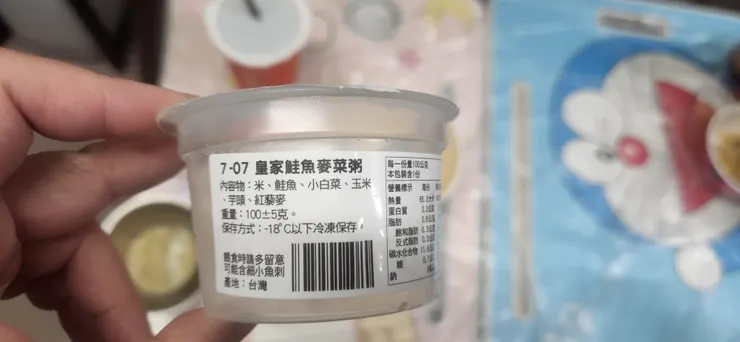 7-07 皇家鮭魚麥菜粥
內容物：米、鮭魚、小白菜、玉米
、芋頭、紅藜麥
重量：100±5克。
保存方式：-18℃以下冷凍保存。
餵食時請多留意
可能含細小魚刺
產地：台灣
每一份量100公克
本包裝含1份
營養標示 每份
熱量
蛋白質
脂肪
飽和脂肪
反式脂肪
碳水化合物
糖
鈉